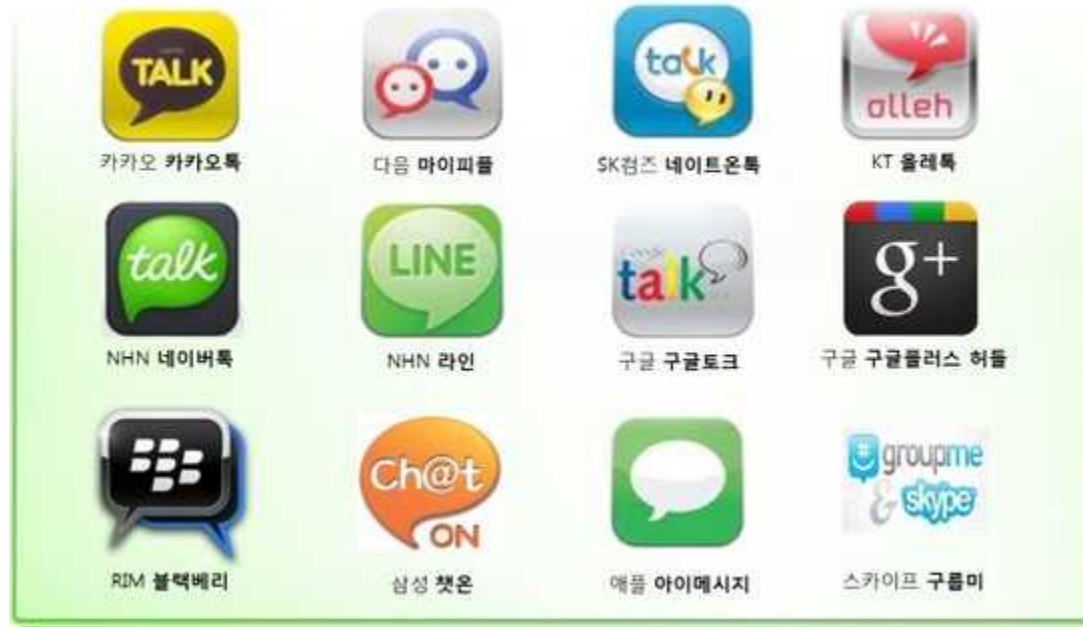 TALK
talk
olleh
카카오 카카오톡
다음 마이피플
SK컴즈 네이트온톡
KT 올레톡
talk
LINE
talk
g+
NHN 네이버톡
NHN 라인
구글 구글토크
구글 구글플러스 허들
Ch@t
ON
groupme
& skype
RIM 블랙베리
삼성 챗온
애플 아이메시지
스카이프 구룹미